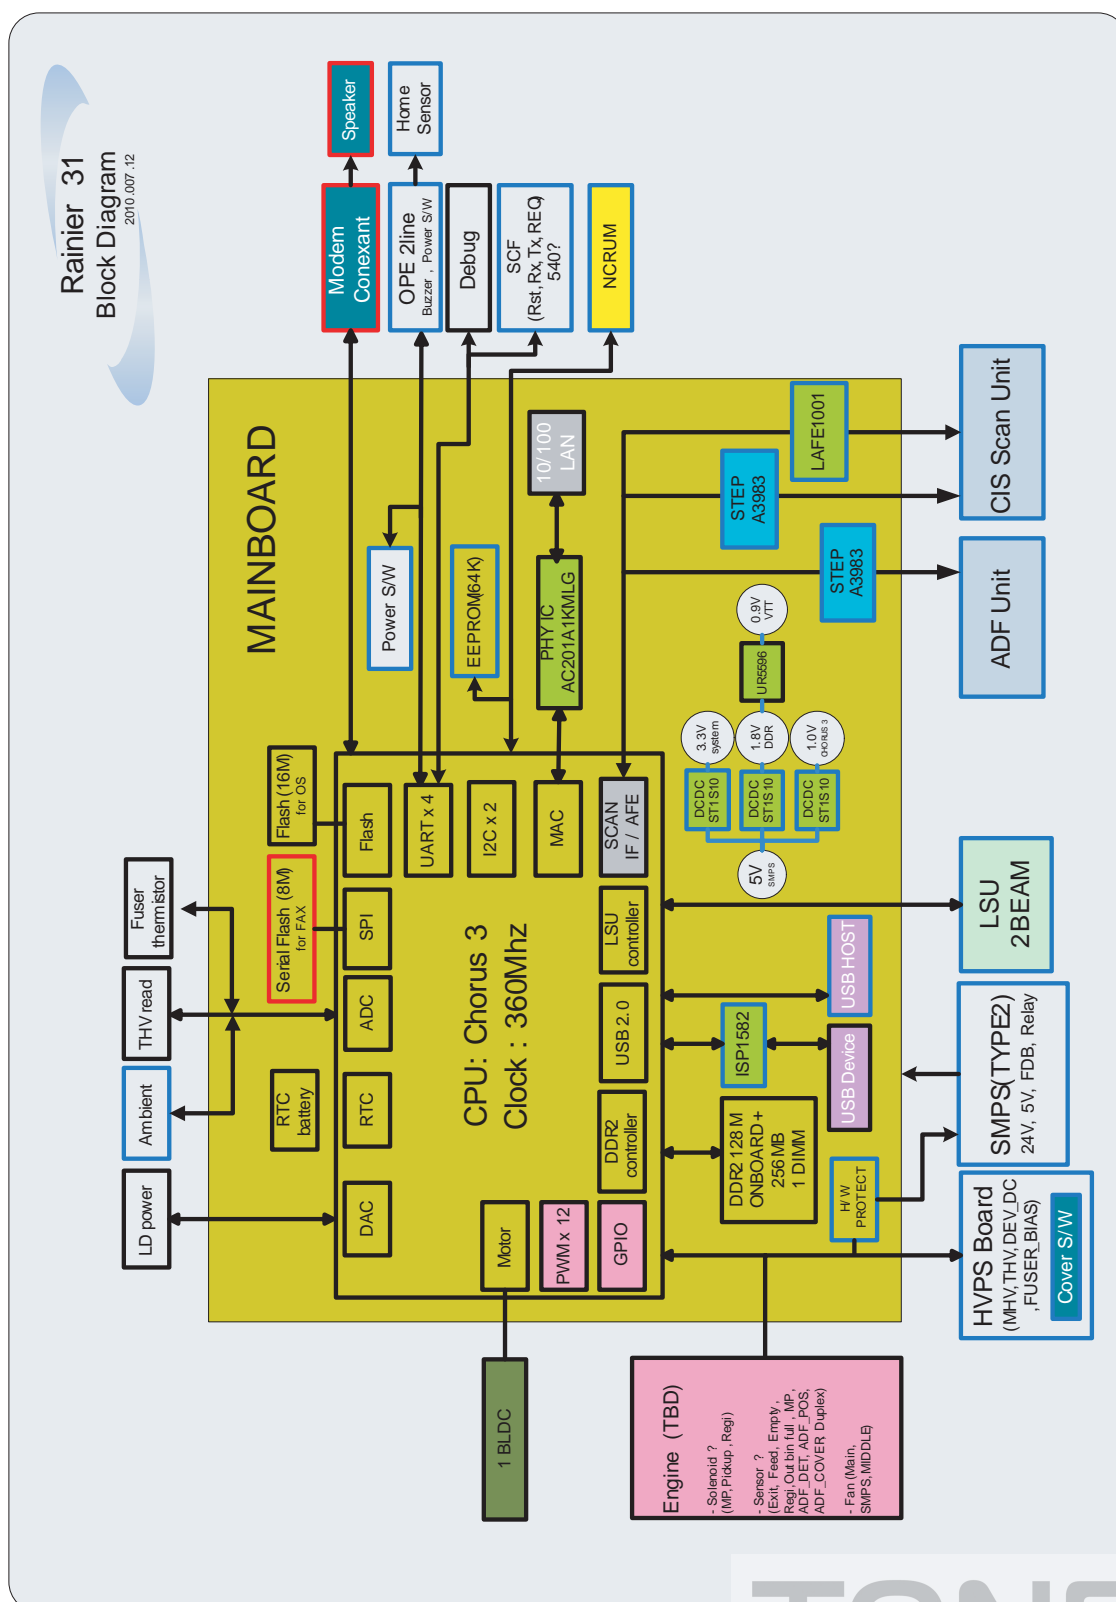 Rainier 31
Block Diagram
2010.007.12
MAINBOARD
Speaker
Modem
Conexant
Home
Sensor
OPE 2line
Buzzer , Power S/W
Debug
SCF
(Rst, Rx, Tx, REQ)
540?
NCRUM
Power S/W
EEPROM(64K)
10/100
LAN
PHY IC
AC201A1KMLG
Flash (16M)
for OS
Serial Flash (8M)
for FAX
Fuser
thermistor
THV read
Ambient
LD power
RTC
battery
Flash
SPI
ADC
RTC
DAC
UART x 4
I2C x 2
MAC
SCAN
IF / AFE
CPU: Chorus 3
Clock : 360Mhz
LSU
controller
USB 2.0
DDR2
controller
Motor
PWM x 12
GPIO
LAFE1001
STEP
A3983
STEP
A3983
CIS Scan Unit
ADF Unit
0.9V
VTT
UR5596
3.3V
system
1.8V
DDR
1.0V
CHORUS 3
DCDC
ST1S10
DCDC
ST1S10
DCDC
ST1S10
5V
SMPS
LSU
2BEAM
USB HOST
ISP1582
USB Device
DDR2 128 M
ONBOARD +
256 MB
1 DIMM
H/W
PROTECT
SMPS(TYPE2)
24V, 5V, FDB, Relay
HVPS Board
(MHV, THV, DEV_DC
, FUSER_BIAS)
Cover S/W
1 BLDC
Engine (TBD)
- Solenoid ?
(MP, Pickup , Regi)
- Sensor ?
(Exit, Feed, Empty ,
Regi, Out bin full , MP,
ADF_DET, ADF_POS,
ADF_COVER, Duplex)
- Fan (Main,
SMPS, MIDDLE)